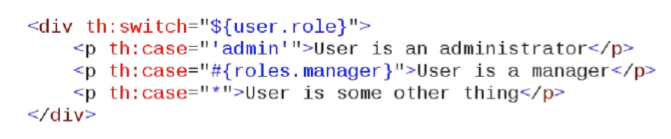 <div th:switch="${user.role}">
    <p th:case="'admin'">User is an administrator</p>
    <p th:case="#{roles.manager}">User is a manager</p>
    <p th:case="*">User is some other thing</p>
</div>